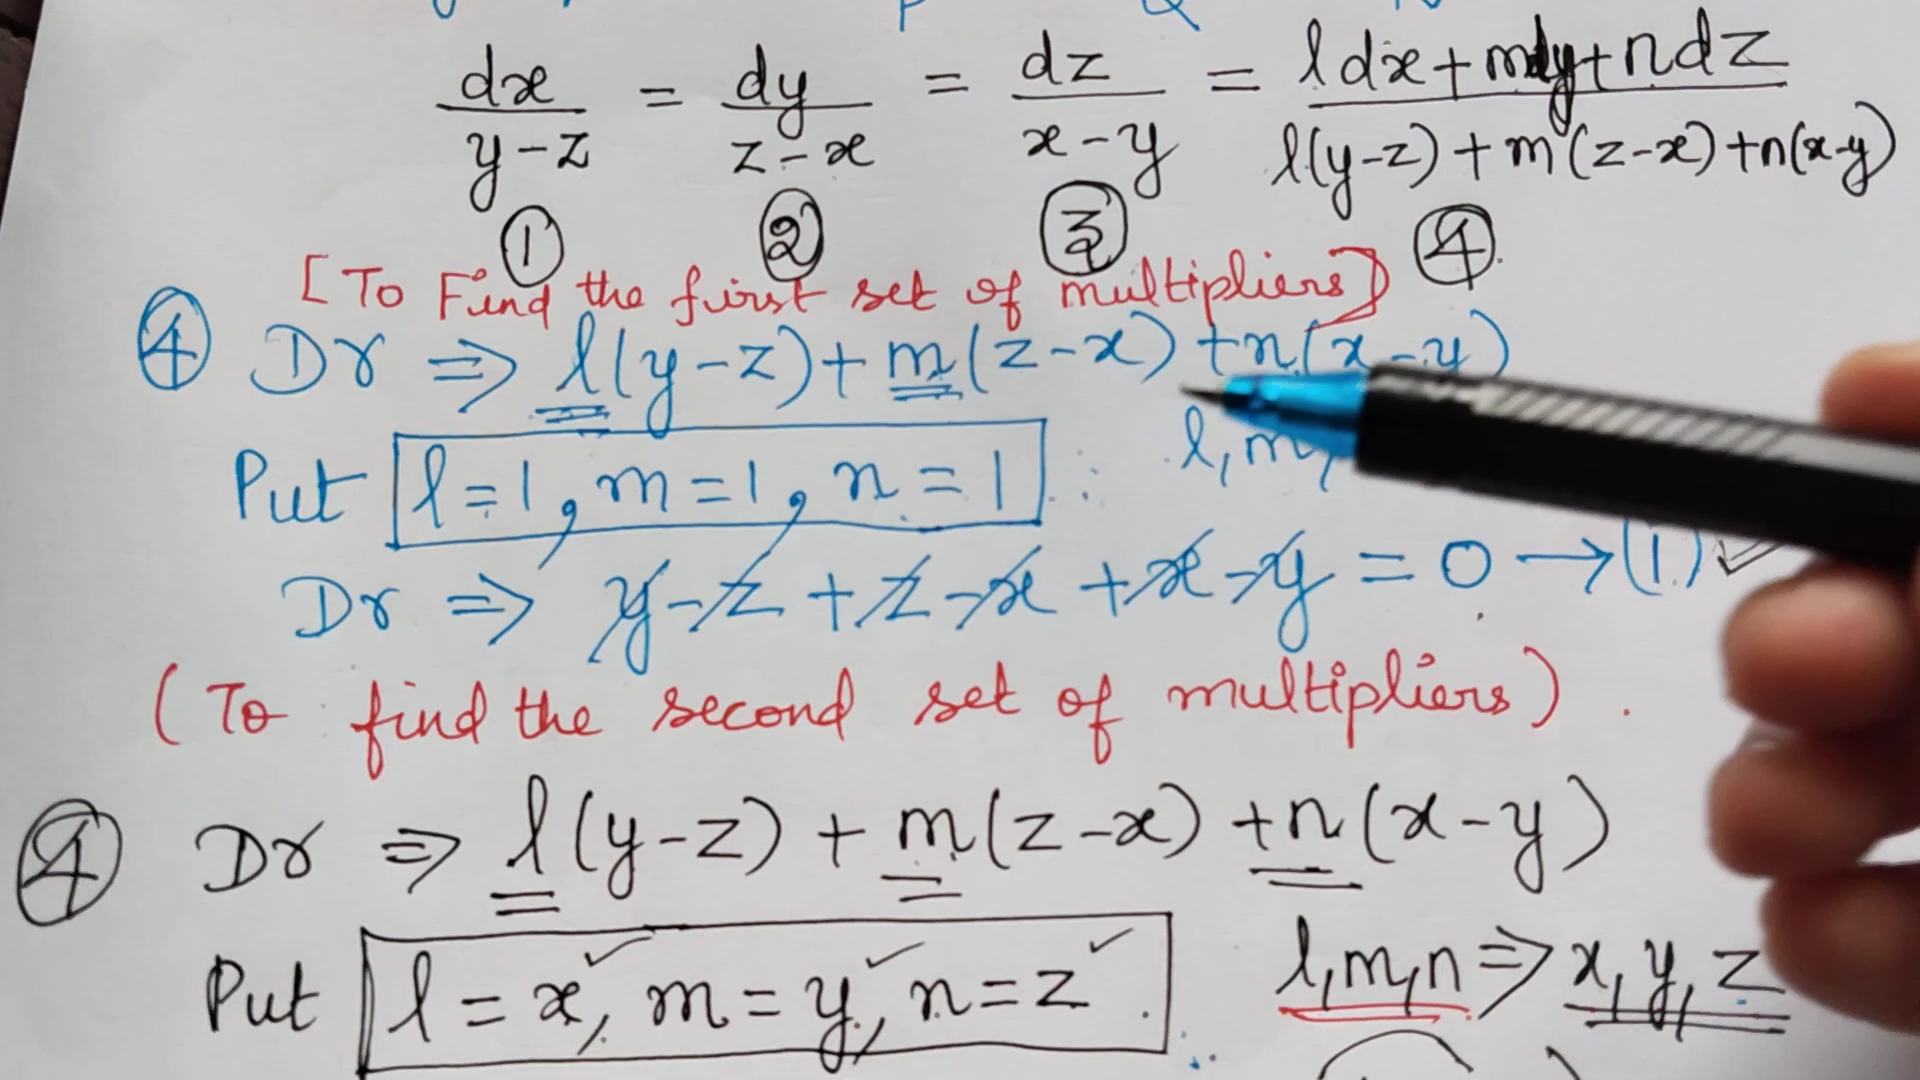 dx/y-z = dy/z-x = dz/x-y = ldx+mdy+ndz/l(y-z)+m(z-x)+n(x-y)
① ② ③ ④
[To Find the first set of multipliers]
④ Dr ⇒ l(y-z)+m(z-x)+n(x-y)
Put l=1, m=1, n=1 l,m,
Dr ⇒ y-z+z-x+x-y=0 →(1)✓
(To find the second set of multipliers).
④ Dr ⇒ l(y-z)+m(z-x)+n(x-y)
Put l=x, m=y, n=z. l,m,n ⇒ x,y,z